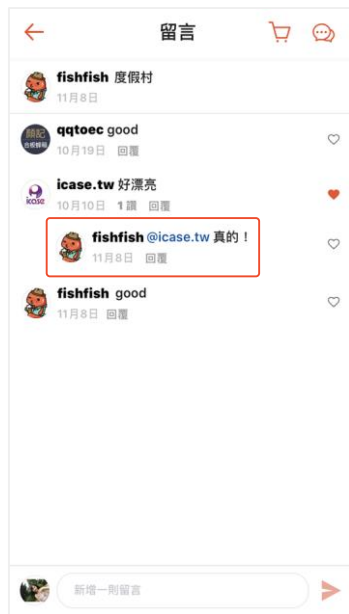 留言
fishfish 度假村
11月8日
qqtoec good
10月19日 回覆
icase.tw 好漂亮
10月10日 1讚 回覆
fishfish @icase.tw 真的！
11月8日 回覆
fishfish good
11月8日 回覆
新增一則留言